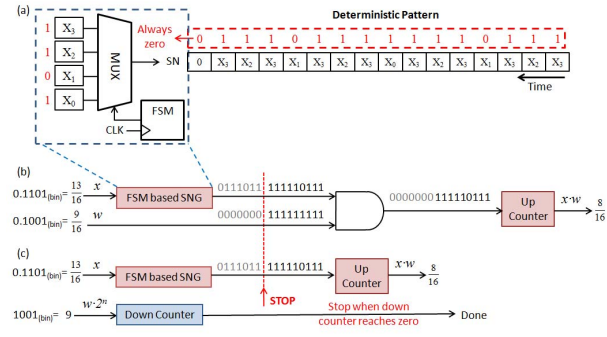 (a)
Deterministic Pattern
Always zero
0 1 1 1 0 1 1 1 1 1 1 1 0 1 1 1
1 X₃
1 X₂
0 X₁
1 X₀
MUX
SN
0 X₃ X₂ X₃ X₁ X₃ X₂ X₃ X₀ X₃ X₂ X₃ X₁ X₃ X₂ X₃
Time
FSM
CLK
(b)
0.1101(bin)= 13/16 x FSM based SNG 0111011 111110111
0.1001(bin)= 9/16 w 0000000 111111111
0000000 111110111 Up Counter x·w 8/16
(c)
0.1101(bin)= 13/16 x FSM based SNG 0111011 111110111 Up Counter x·w 8/16
STOP
1001(bin)= 9 w·2ⁿ Down Counter Stop when down counter reaches zero Done